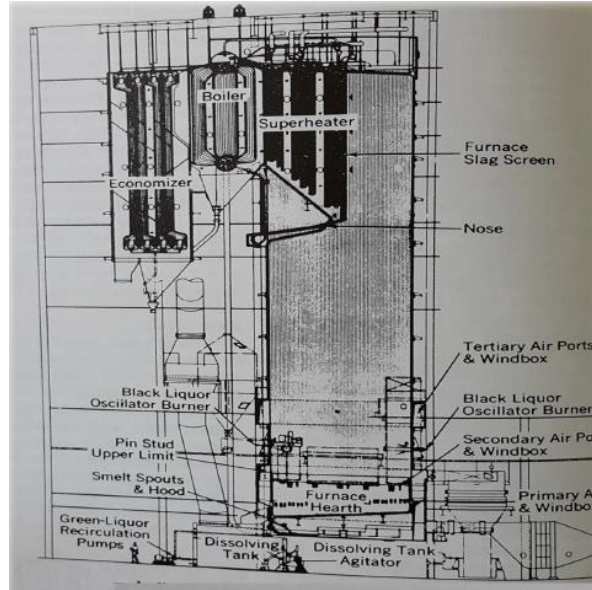 Boiler
Superheater
Economizer
Furnace
Slag Screen
Nose
Tertiary Air Ports
& Windbox
Black Liquor
Oscillator Burner
Black Liquor
Oscillator Burner
Pin Stud
Upper Limit
Secondary Air Po
& Windbox
Smelt Spouts
& Hood
Furnace
Hearth
Primary A
& Windbo
Green-Liquor
Recirculation
Pumps
Dissolving
Tank
Dissolving Tank
Agitator